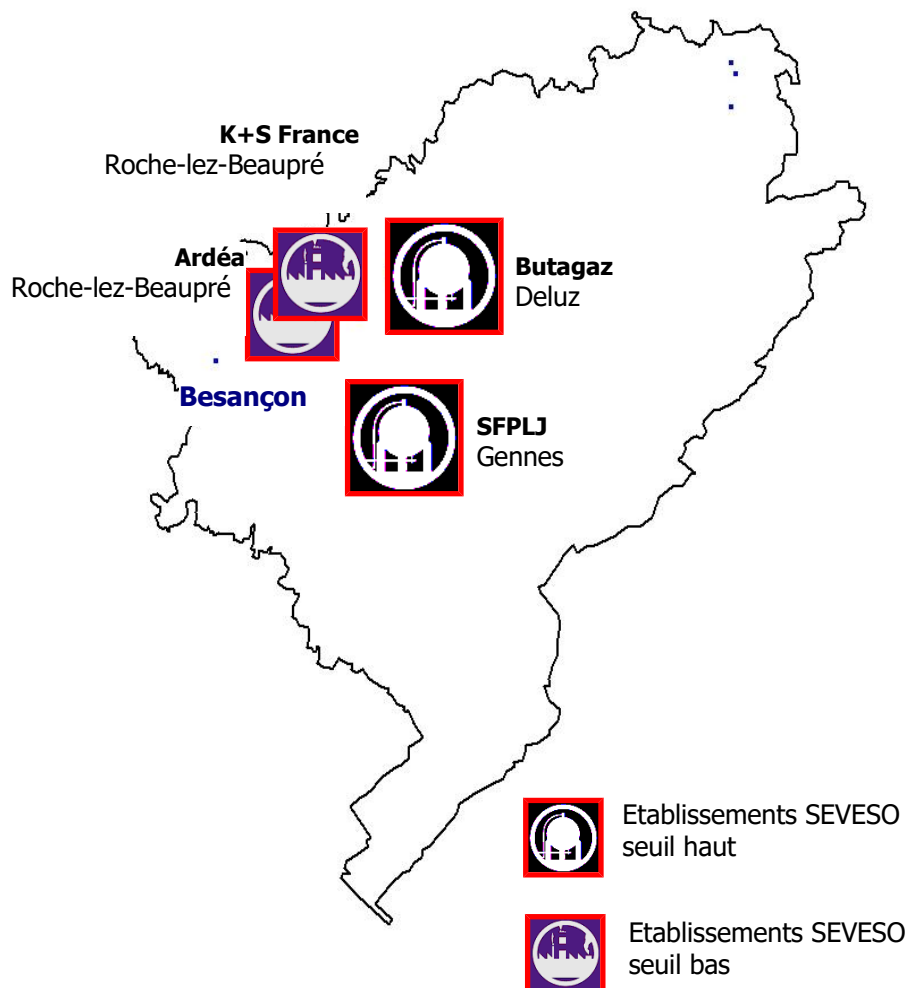 K+S France
Roche-lez-Beaupré
Ardéa
Roche-lez-Beaupré
Butagaz
Deluz
Besançon
SFPLJ
Gennes
Etablissements SEVESO
seuil haut
Etablissements SEVESO
seuil bas